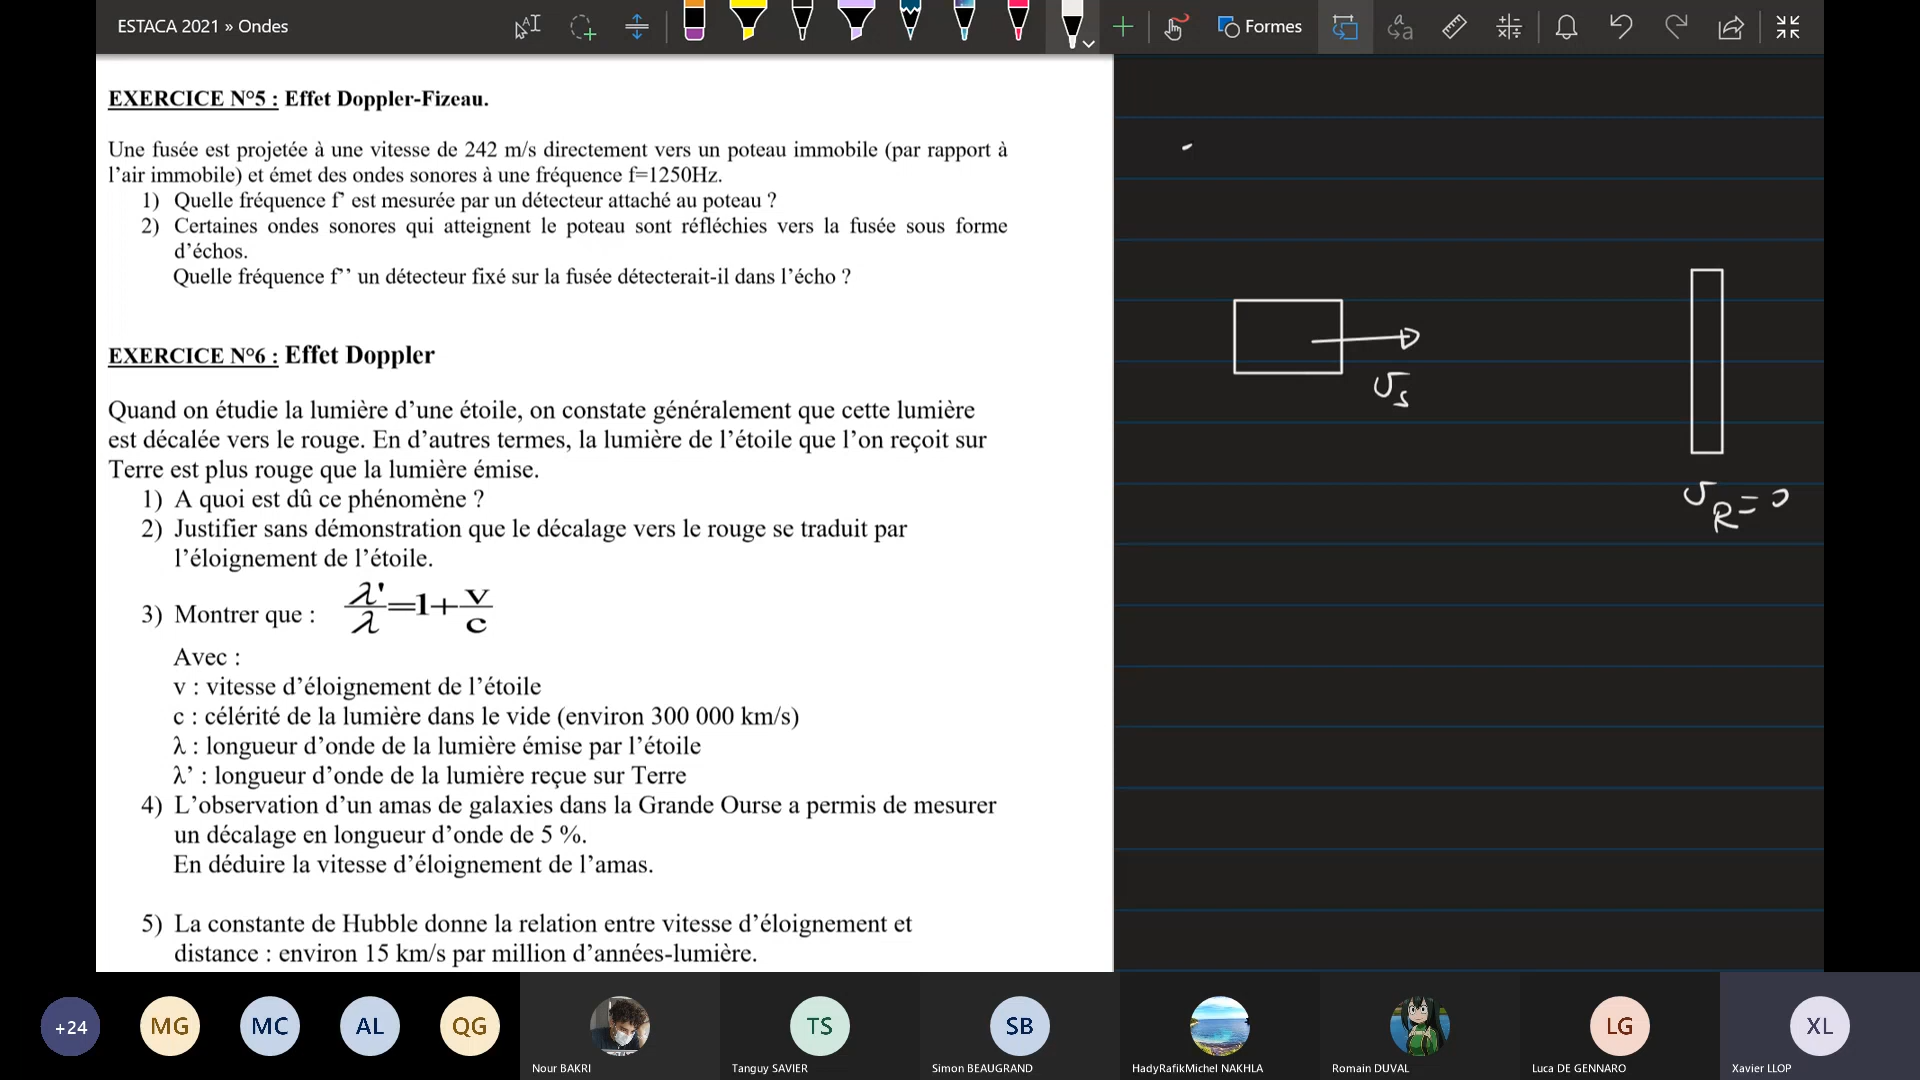 ESTACA 2021 » Ondes
Formes
EXERCICE N°5 : Effet Doppler-Fizeau.
Une fusée est projetée à une vitesse de 242 m/s directement vers un poteau immobile (par rapport à
l'air immobile) et émet des ondes sonores à une fréquence f=1250Hz.
1) Quelle fréquence f' est mesurée par un détecteur attaché au poteau ?
2) Certaines ondes sonores qui atteignent le poteau sont réfléchies vers la fusée sous forme
d'échos.
Quelle fréquence f'' un détecteur fixé sur la fusée détecterait-il dans l'écho ?
EXERCICE N°6 : Effet Doppler
Quand on étudie la lumière d'une étoile, on constate généralement que cette lumière
est décalée vers le rouge. En d'autres termes, la lumière de l'étoile que l'on reçoit sur
Terre est plus rouge que la lumière émise.
1) A quoi est dû ce phénomène ?
2) Justifier sans démonstration que le décalage vers le rouge se traduit par
l'éloignement de l'étoile.
3) Montrer que : λ'/λ=1+v/c
Avec :
v : vitesse d'éloignement de l'étoile
c : célérité de la lumière dans le vide (environ 300 000 km/s)
λ : longueur d'onde de la lumière émise par l'étoile
λ' : longueur d'onde de la lumière reçue sur Terre
4) L'observation d'un amas de galaxies dans la Grande Ourse a permis de mesurer
un décalage en longueur d'onde de 5 %.
En déduire la vitesse d'éloignement de l'amas.
5) La constante de Hubble donne la relation entre vitesse d'éloignement et
distance : environ 15 km/s par million d'années-lumière.
v_s
v_R = 0
+24
MG
MC
AL
QG
TS
SB
LG
XL
Nour BAKRI
Tanguy SAVIER
Simon BEAUGRAND
HadyRafikMichel NAKHLA
Romain DUVAL
Luca DE GENNARO
Xavier LLOP